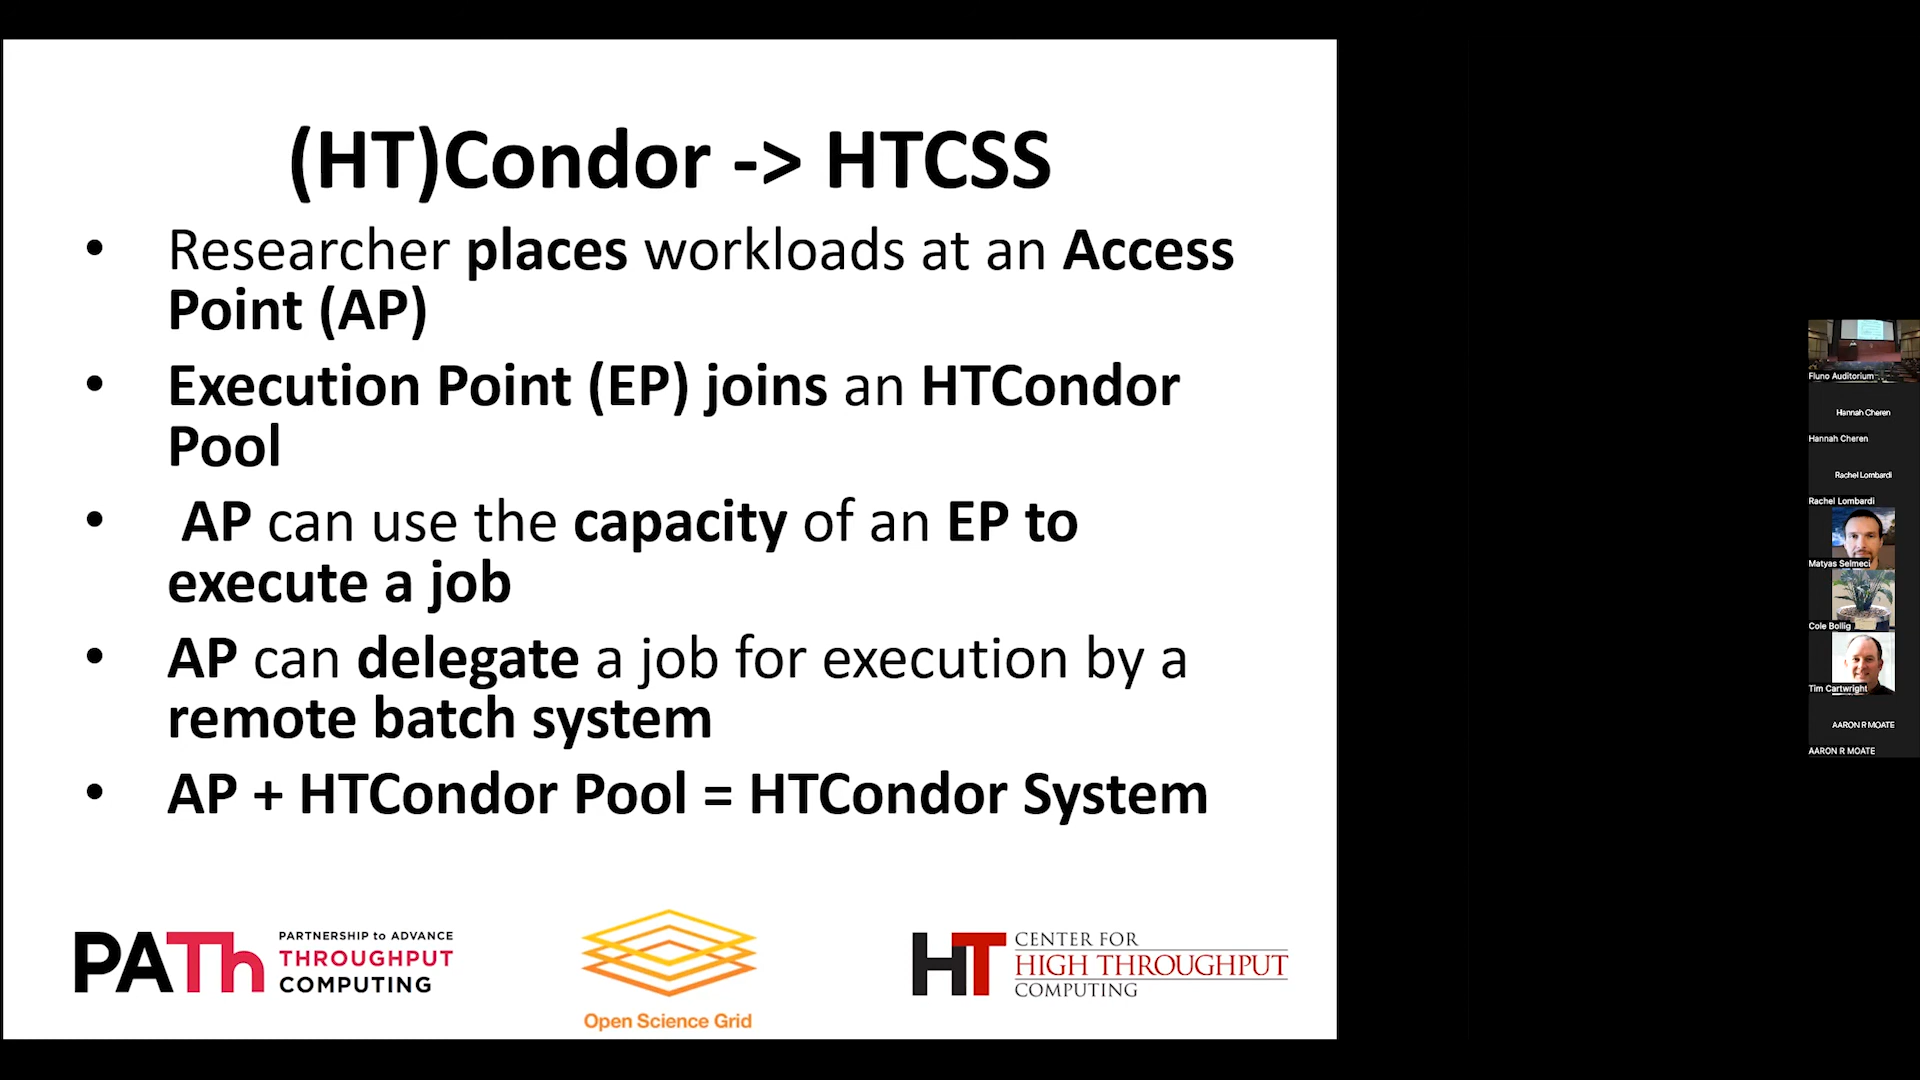 (HT)Condor -> HTCSS
• Researcher places workloads at an Access
Point (AP)
• Execution Point (EP) joins an HTCondor
Pool
• AP can use the capacity of an EP to
execute a job
• AP can delegate a job for execution by a
remote batch system
• AP + HTCondor Pool = HTCondor System
PATh
PARTNERSHIP to ADVANCE
THROUGHPUT
COMPUTING
Open Science Grid
HT
CENTER FOR
HIGH THROUGHPUT
COMPUTING
Fluno Auditorium
Hannah Cheren
Hannah Cheren
Rachel Lombardi
Rachel Lombardi
Matyas Selmeci
Cole Bollig
Tim Cartwright
AARON R MOATE
AARON R MOATE